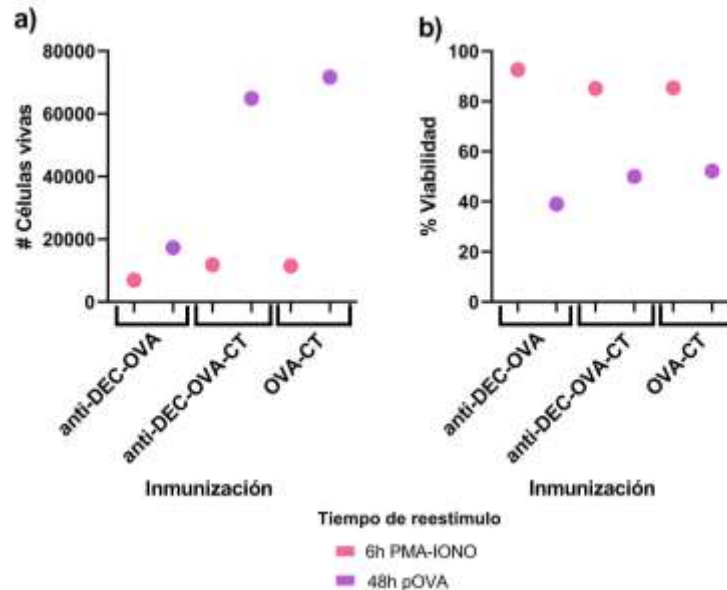 a)
# Células vivas
80000
60000
40000
20000
0
anti-DEC-OVA
anti-DEC-OVA-CT
OVA-CT
Inmunización
b)
% Viabilidad
100
80
60
40
20
0
anti-DEC-OVA
anti-DEC-OVA-CT
OVA-CT
Inmunización
Tiempo de reestimulo
6h PMA-IONO
48h pOVA